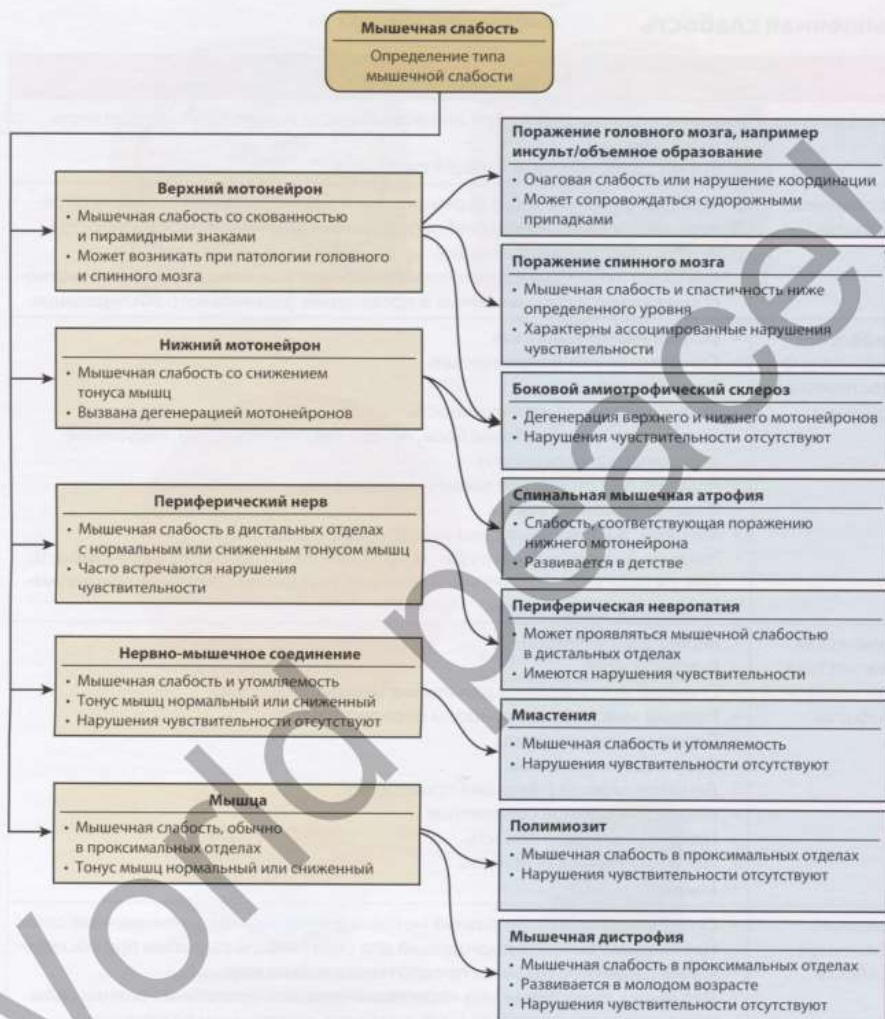 Мышечная слабость
Определение типа
мышечной слабости
Верхний мотонейрон
• Мышечная слабость со скованностью
и пирамидными знаками
• Может возникать при патологии головного
и спинного мозга
Нижний мотонейрон
• Мышечная слабость со снижением
тонуса мышц
• Вызвана дегенерацией мотонейронов
Периферический нерв
• Мышечная слабость в дистальных отделах
с нормальным или сниженным тонусом мышц
• Часто встречаются нарушения
чувствительности
Нервно-мышечное соединение
• Мышечная слабость и утомляемость
• Тонус мышц нормальный или сниженный
• Нарушения чувствительности отсутствуют
Мышца
• Мышечная слабость, обычно
в проксимальных отделах
• Тонус мышц нормальный или сниженный
Поражение головного мозга, например
инсульт/объемное образование
• Очаговая слабость или нарушение координации
• Может сопровождаться судорожными
припадками
Поражение спинного мозга
• Мышечная слабость и спастичность ниже
определенного уровня
• Характерны ассоциированные нарушения
чувствительности
Боковой амиотрофический склероз
• Дегенерация верхнего и нижнего мотонейронов
• Нарушения чувствительности отсутствуют
Спинальная мышечная атрофия
• Слабость, соответствующая поражению
нижнего мотонейрона
• Развивается в детстве
Периферическая невропатия
• Может проявляться мышечной слабостью
в дистальных отделах
• Имеются нарушения чувствительности
Миастения
• Мышечная слабость и утомляемость
• Нарушения чувствительности отсутствуют
Полимиозит
• Мышечная слабость в проксимальных отделах
• Нарушения чувствительности отсутствуют
Мышечная дистрофия
• Мышечная слабость в проксимальных отделах
• Развивается в молодом возрасте
• Нарушения чувствительности отсутствуют
World peace!